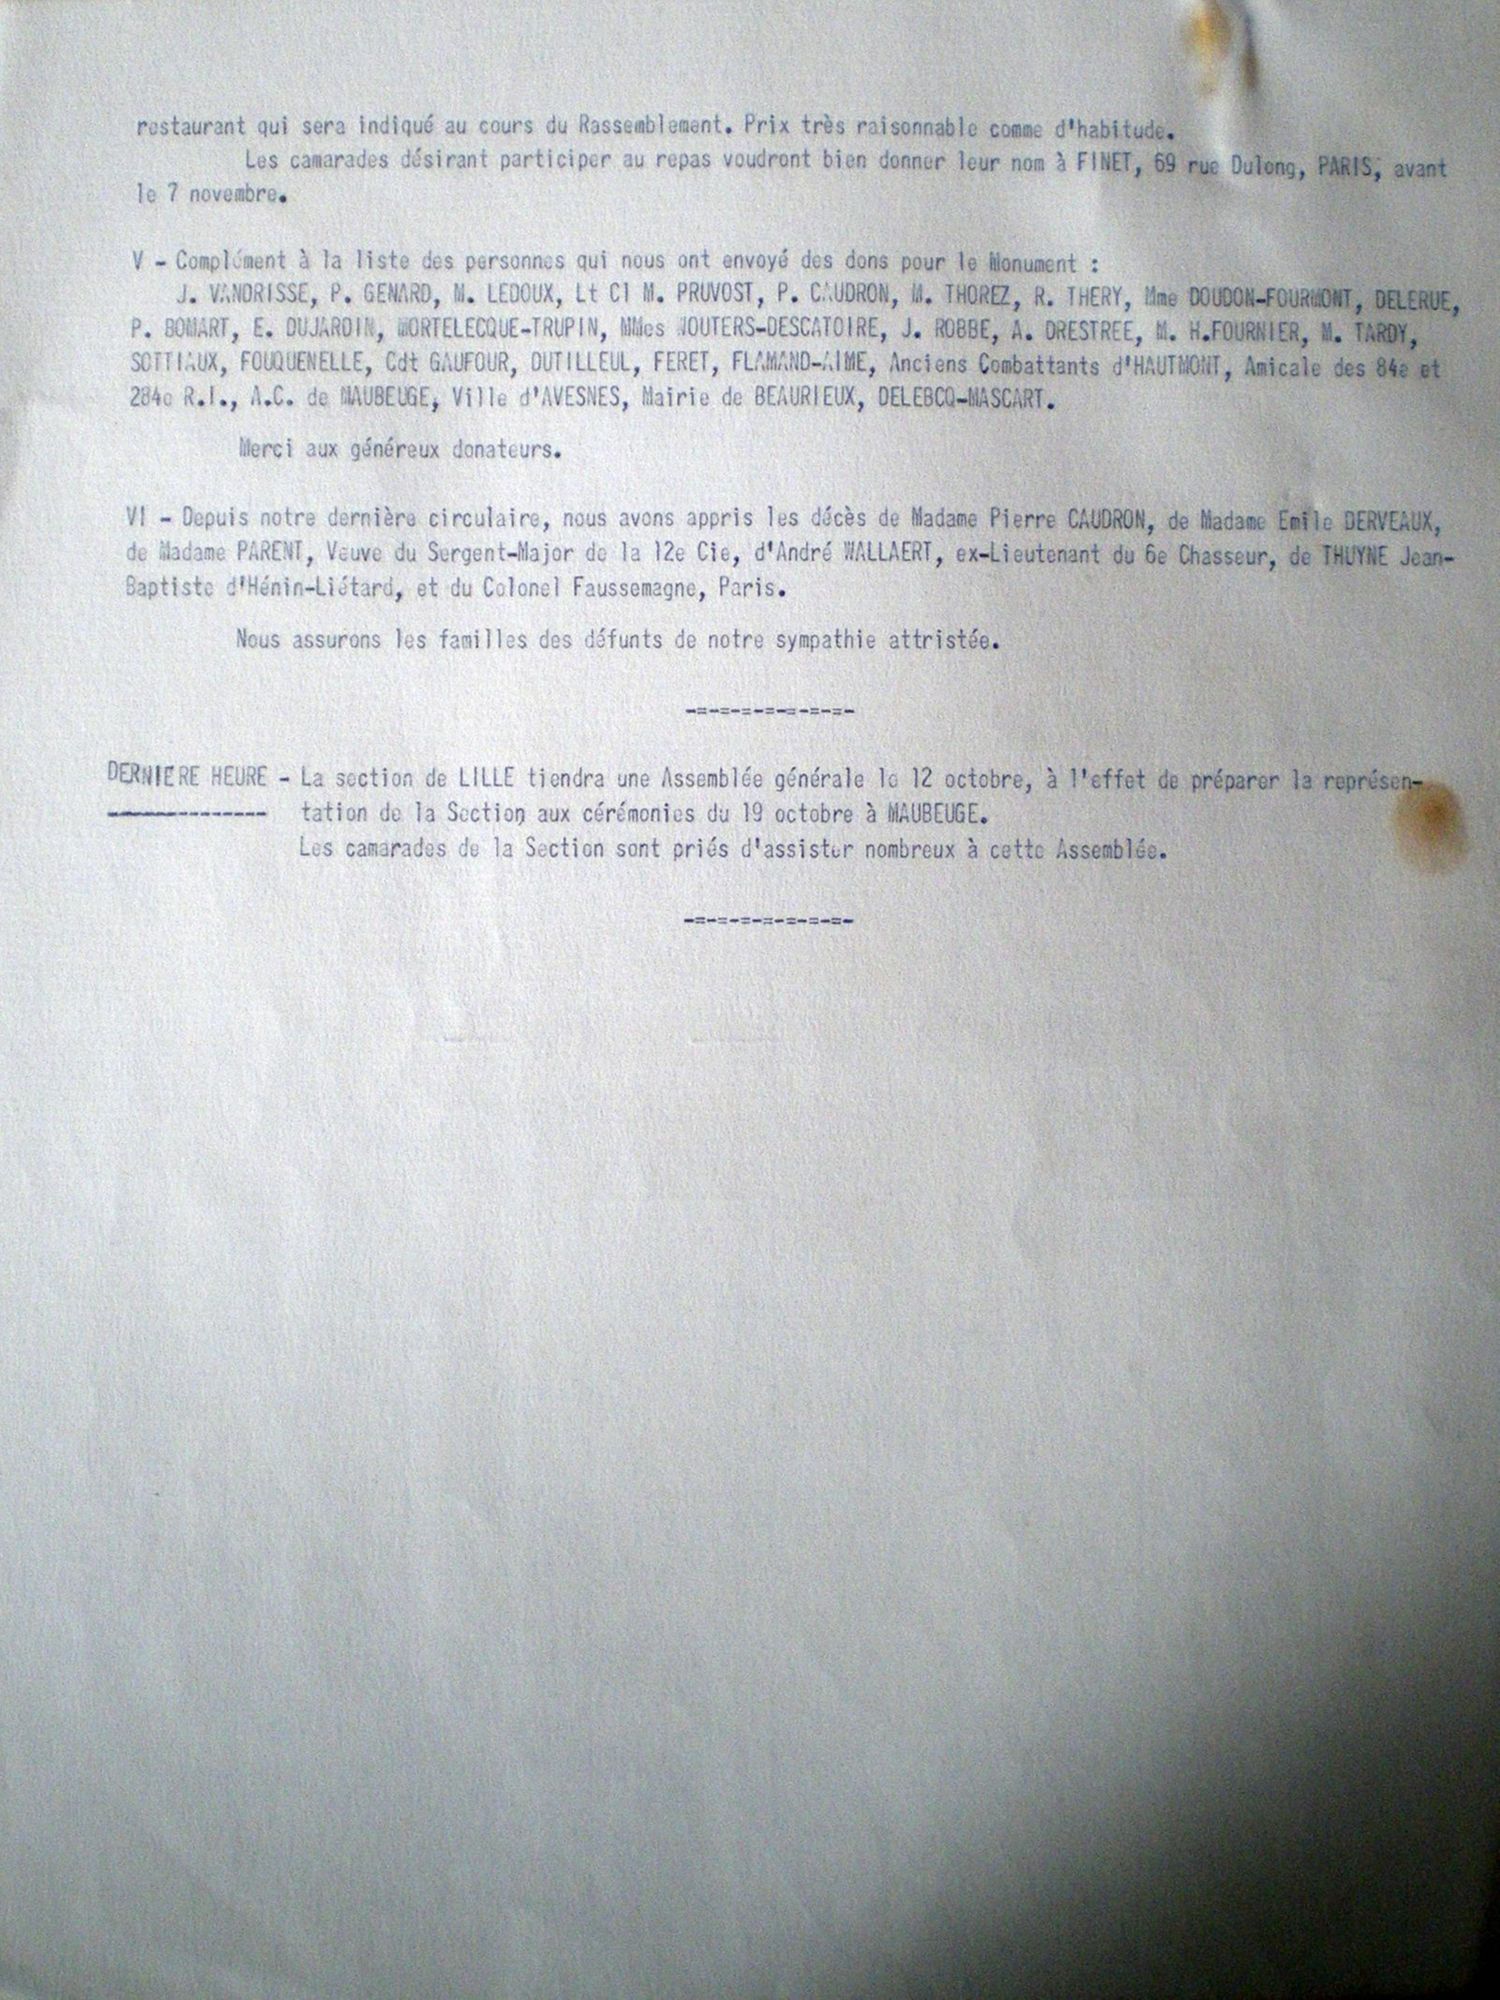 restaurant qui sera indiqué au cours du Rassemblement. Prix très raisonnable comme d'habitude.
Les camarades désirant participer au repas voudront bien donner leur nom à FINET, 69 rue Dulong, PARIS, avant
le 7 novembre.
V - Complément à la liste des personnes qui nous ont envoyé des dons pour le Monument :
J. VANDRISSE, P. GENARD, M. LEDOUX, Lt Cl M. PRUVOST, P. CAUDRON, M. THOREZ, R. THERY, Mme DOUDON-FOURMONT, DELERUE,
P. BOMART, E. DUJARDIN, MORTELECQUE-TRUPIN, MMes WOUTERS-DESCATOIRE, J. ROBBE, A. DRESTREE, M. H.FOURNIER, M. TARDY,
SOTTIAUX, FOUQUENELLE, Cdt GAUFOUR, DUTILLEUL, FERET, FLAMAND-AIME, Anciens Combattants d'HAUTMONT, Amicale des 84e et
284e R.I., A.C. de MAUBEUGE, Ville d'AVESNES, Mairie de BEAURIEUX, DELEBCQ-MASCART.
Merci aux généreux donateurs.
VI - Depuis notre dernière circulaire, nous avons appris les décès de Madame Pierre CAUDRON, de Madame Emile DERVEAUX,
de Madame PARENT, Veuve du Sergent-Major de la 12e Cie, d'André WALLAERT, ex-Lieutenant du 6e Chasseur, de THUYNE Jean-
Baptiste d'Hénin-Liétard, et du Colonel Faussemagne, Paris.
Nous assurons les familles des défunts de notre sympathie attristée.
-=-=-=-=-=-=-=-
DERNIERE HEURE - La section de LILLE tiendra une Assemblée générale le 12 octobre, à l'effet de préparer la représen-
tation de la Section aux cérémonies du 19 octobre à MAUBEUGE.
Les camarades de la Section sont priés d'assister nombreux à cette Assemblée.
-=-=-=-=-=-=-=-